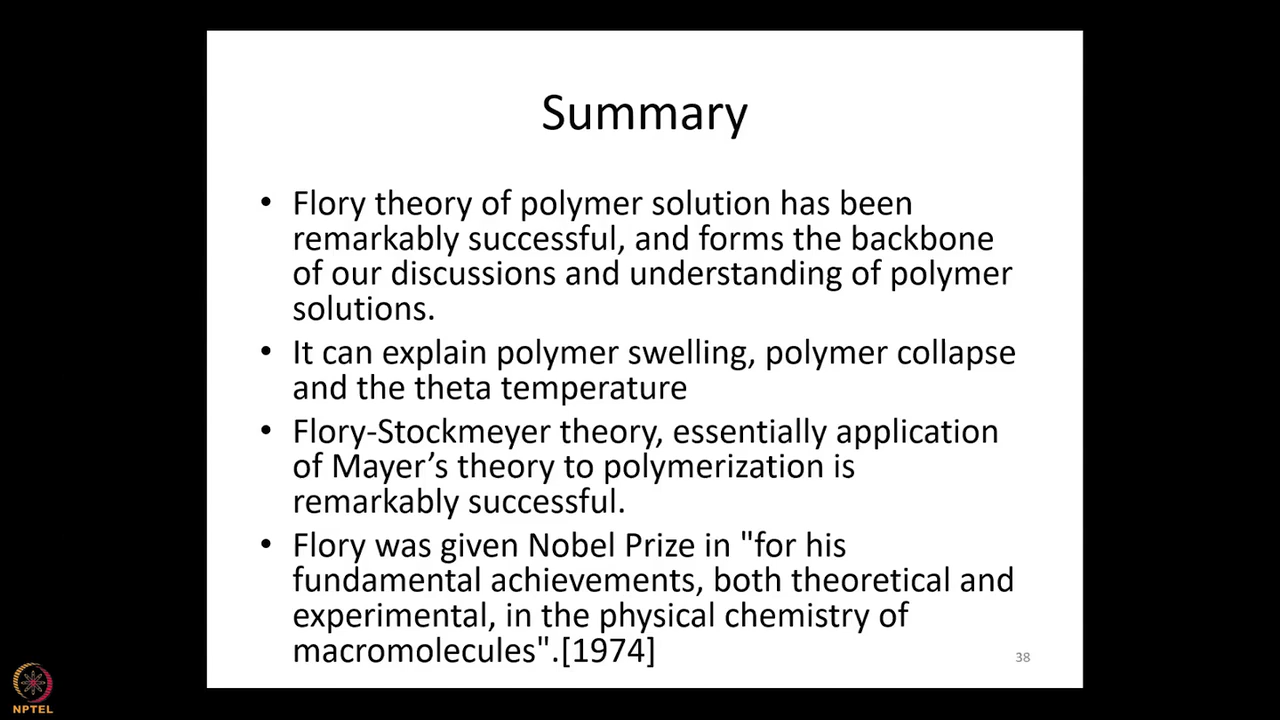 Summary
• Flory theory of polymer solution has been
remarkably successful, and forms the backbone
of our discussions and understanding of polymer
solutions.
• It can explain polymer swelling, polymer collapse
and the theta temperature
• Flory-Stockmeyer theory, essentially application
of Mayer’s theory to polymerization is
remarkably successful.
• Flory was given Nobel Prize in "for his
fundamental achievements, both theoretical and
experimental, in the physical chemistry of
macromolecules".[1974]
38
NPTEL